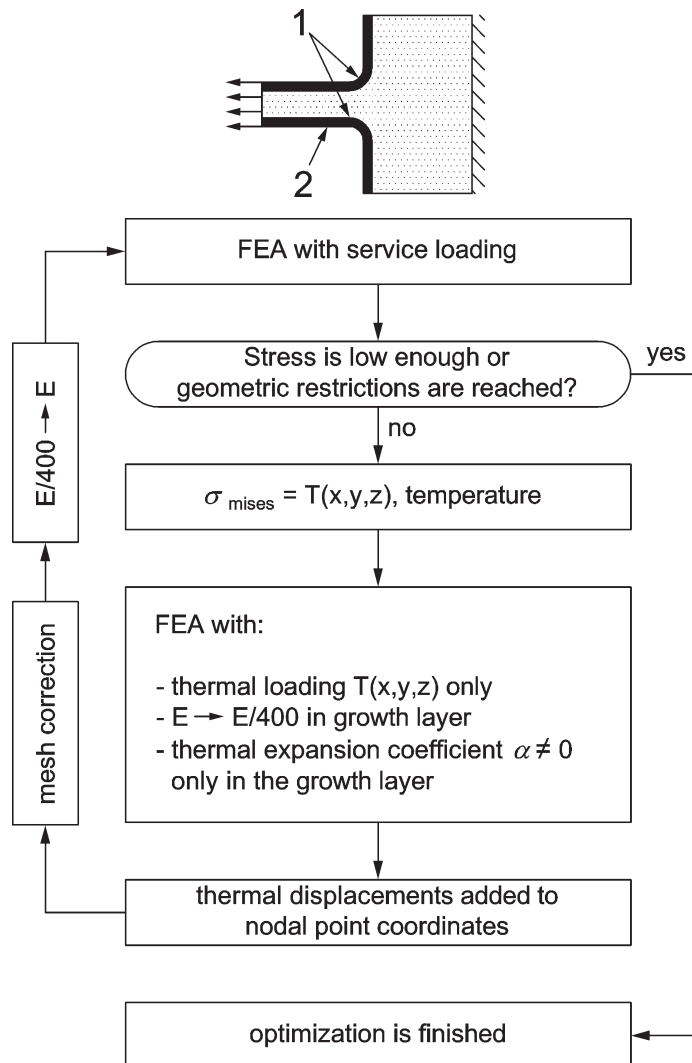 1
2
FEA with service loading
Stress is low enough or
geometric restrictions are reached?
yes
no
E/400 → E
σ mises = T(x,y,z), temperature
FEA with:
- thermal loading T(x,y,z) only
- E → E/400 in growth layer
- thermal expansion coefficient α ≠ 0
only in the growth layer
mesh correction
thermal displacements added to
nodal point coordinates
optimization is finished